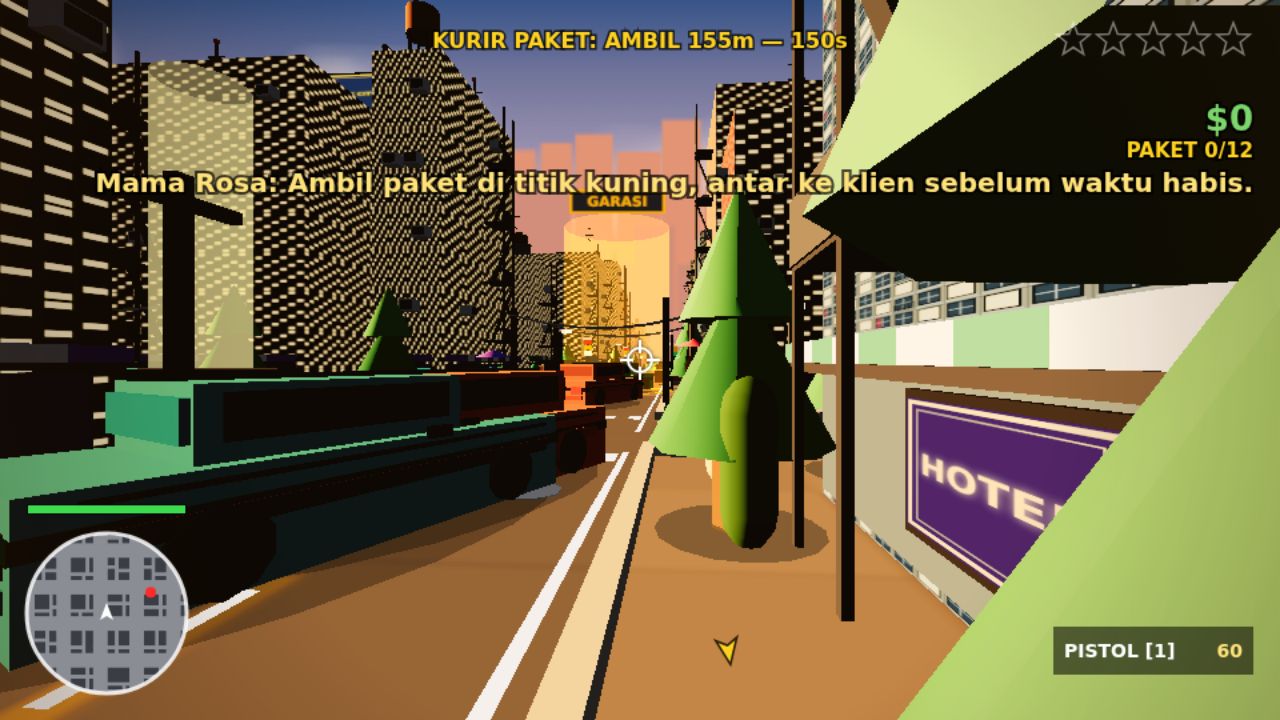 KURIR PAKET: AMBIL 155m — 150s
$0
PAKET 0/12
Mama Rosa: Ambil paket di titik kuning, antar ke klien sebelum waktu habis.
GARASI
HOTE
PISTOL [1] 60